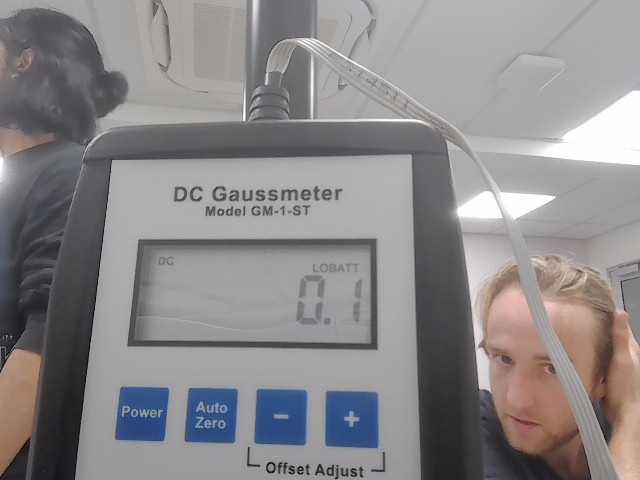 DC Gaussmeter
Model GM-1-ST
DC
LOBATT
0.1
Power
Auto
Zero
-
+
Offset Adjust